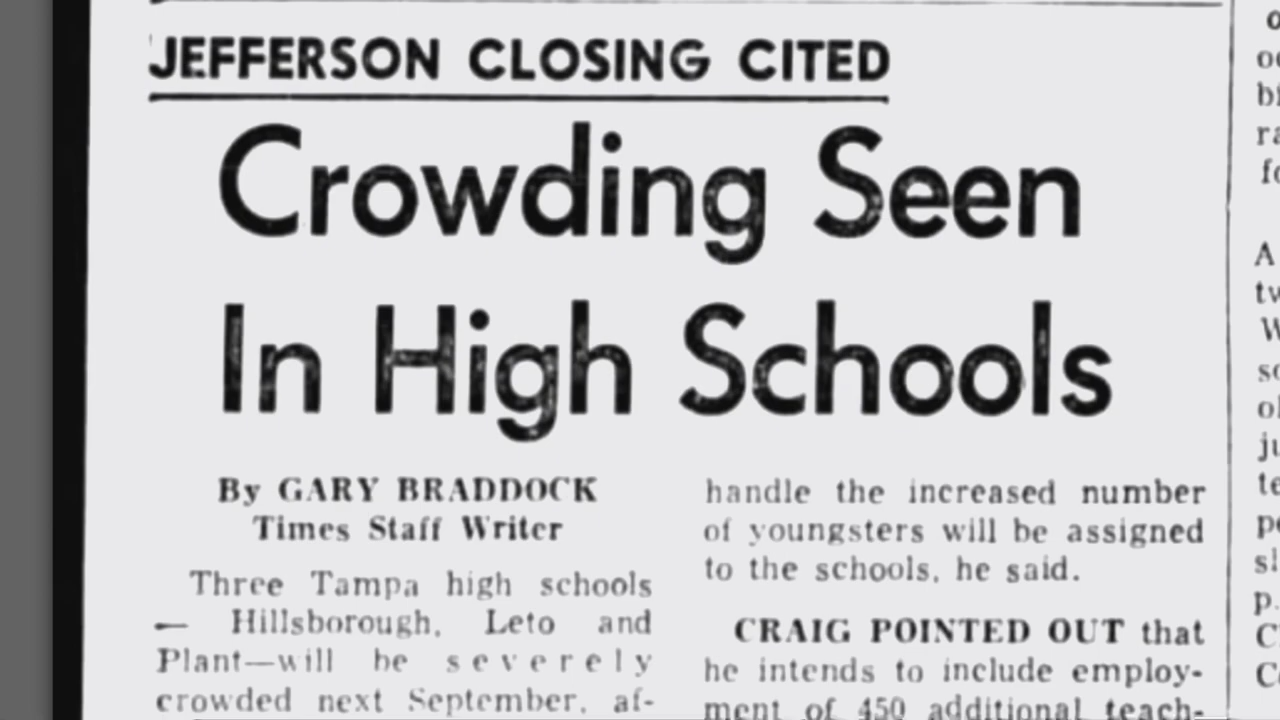 JEFFERSON CLOSING CITED
Crowding Seen
In High Schools
By GARY BRADDOCK
Times Staff Writer
Three Tampa high schools
— Hillsborough, Leto and
Plant—will be severely
crowded next September, af-
handle the increased number
of youngsters will be assigned
to the schools, he said.
CRAIG POINTED OUT that
he intends to include employ-
ment of 450 additional teach-